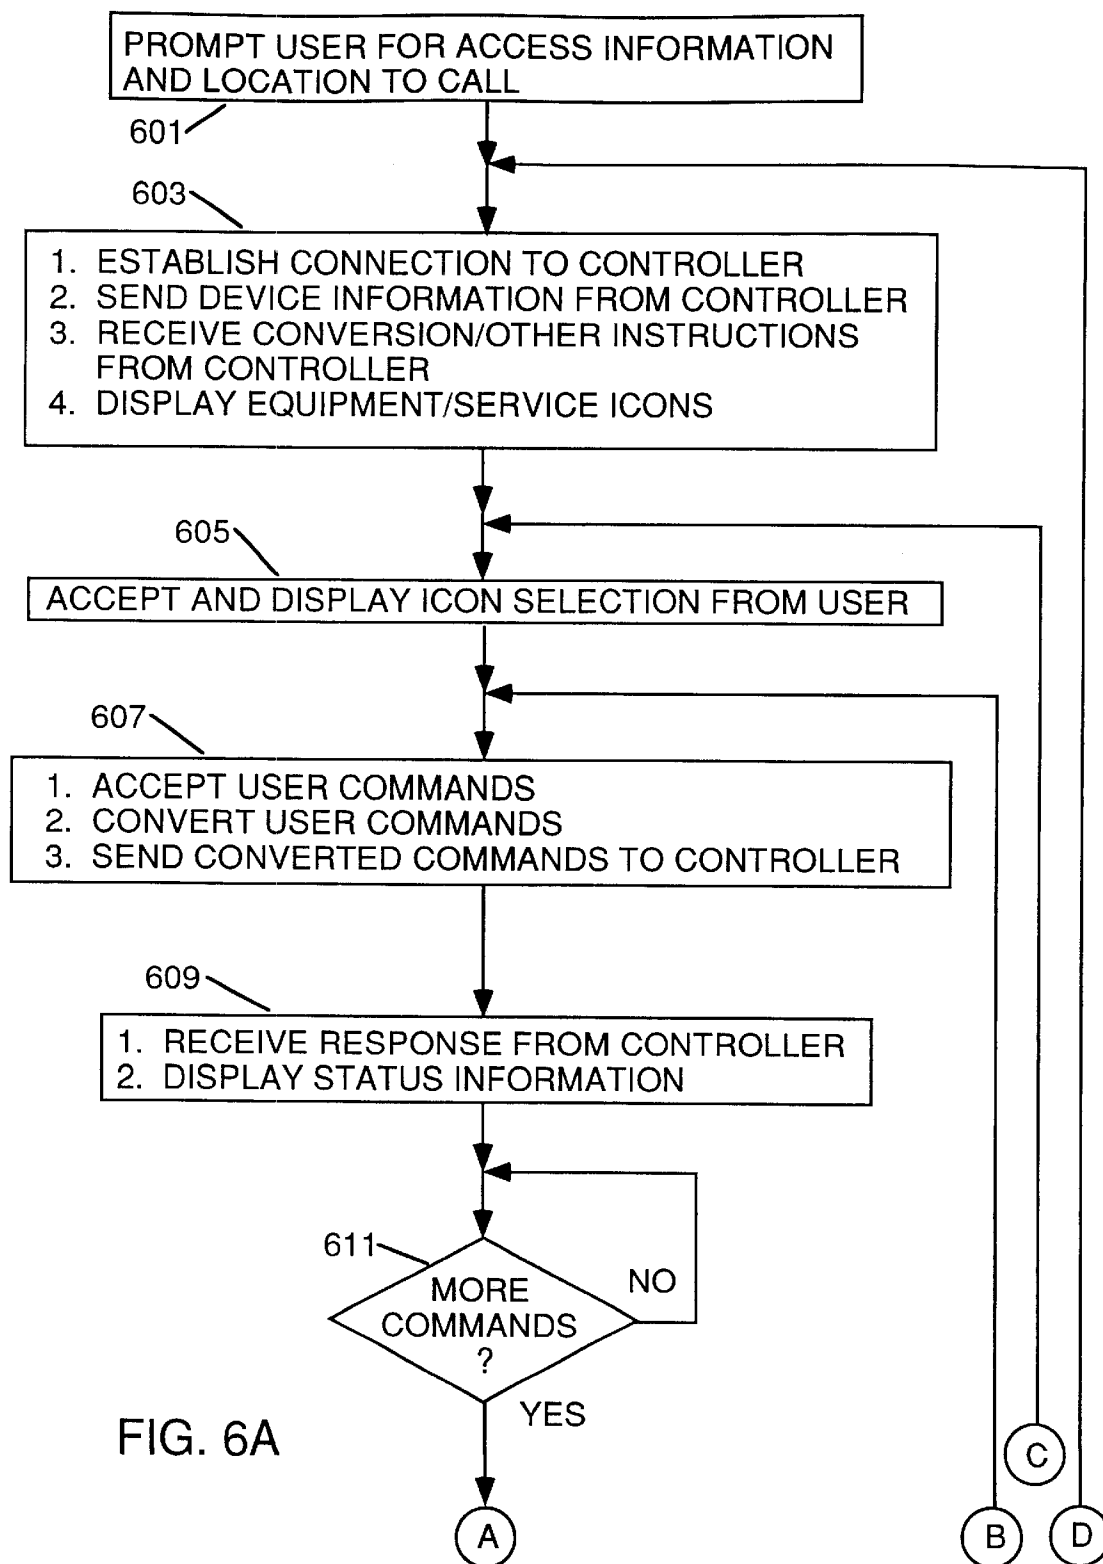 PROMPT USER FOR ACCESS INFORMATION
AND LOCATION TO CALL
601
603
1. ESTABLISH CONNECTION TO CONTROLLER
2. SEND DEVICE INFORMATION FROM CONTROLLER
3. RECEIVE CONVERSION/OTHER INSTRUCTIONS
FROM CONTROLLER
4. DISPLAY EQUIPMENT/SERVICE ICONS
605
ACCEPT AND DISPLAY ICON SELECTION FROM USER
607
1. ACCEPT USER COMMANDS
2. CONVERT USER COMMANDS
3. SEND CONVERTED COMMANDS TO CONTROLLER
609
1. RECEIVE RESPONSE FROM CONTROLLER
2. DISPLAY STATUS INFORMATION
611
MORE
COMMANDS
?
NO
YES
FIG. 6A
C
A
B
D